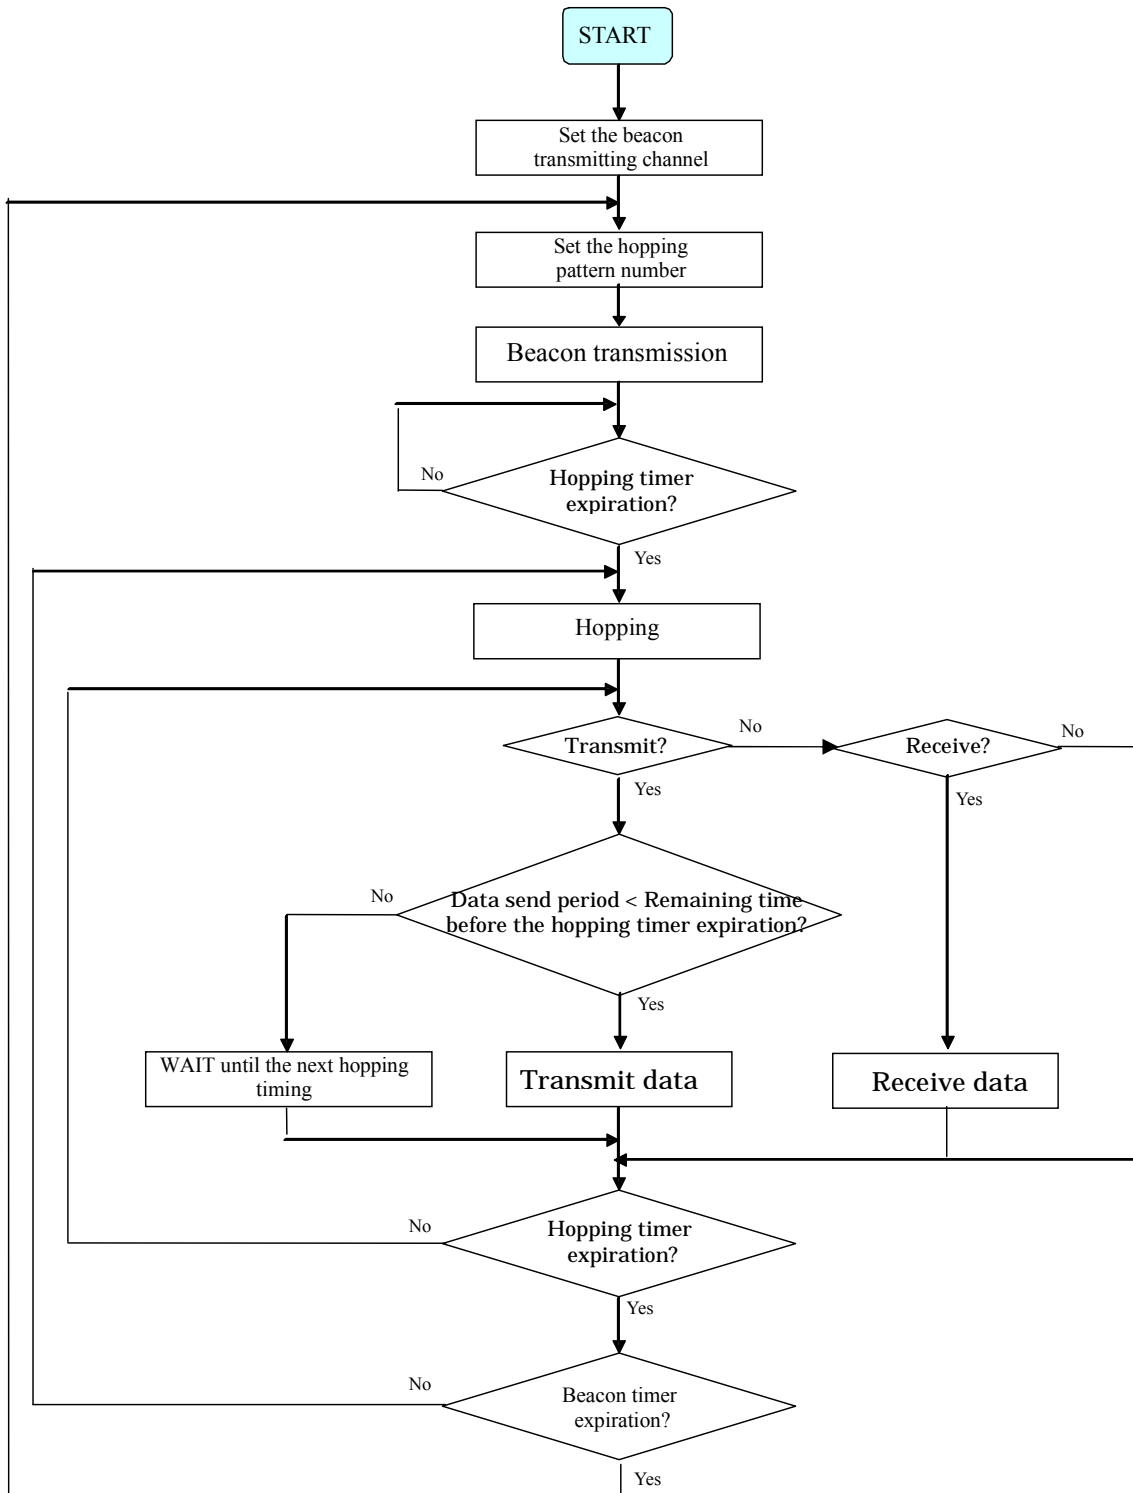 START
Set the beacon
transmitting channel
Set the hopping
pattern number
Beacon transmission
No
Hopping timer
expiration?
Yes
Hopping
Transmit?
No
Receive?
No
Yes
Yes
No
Data send period < Remaining time
before the hopping timer expiration?
Yes
WAIT until the next hopping
timing
Transmit data
Receive data
No
Hopping timer
expiration?
Yes
No
Beacon timer
expiration?
Yes